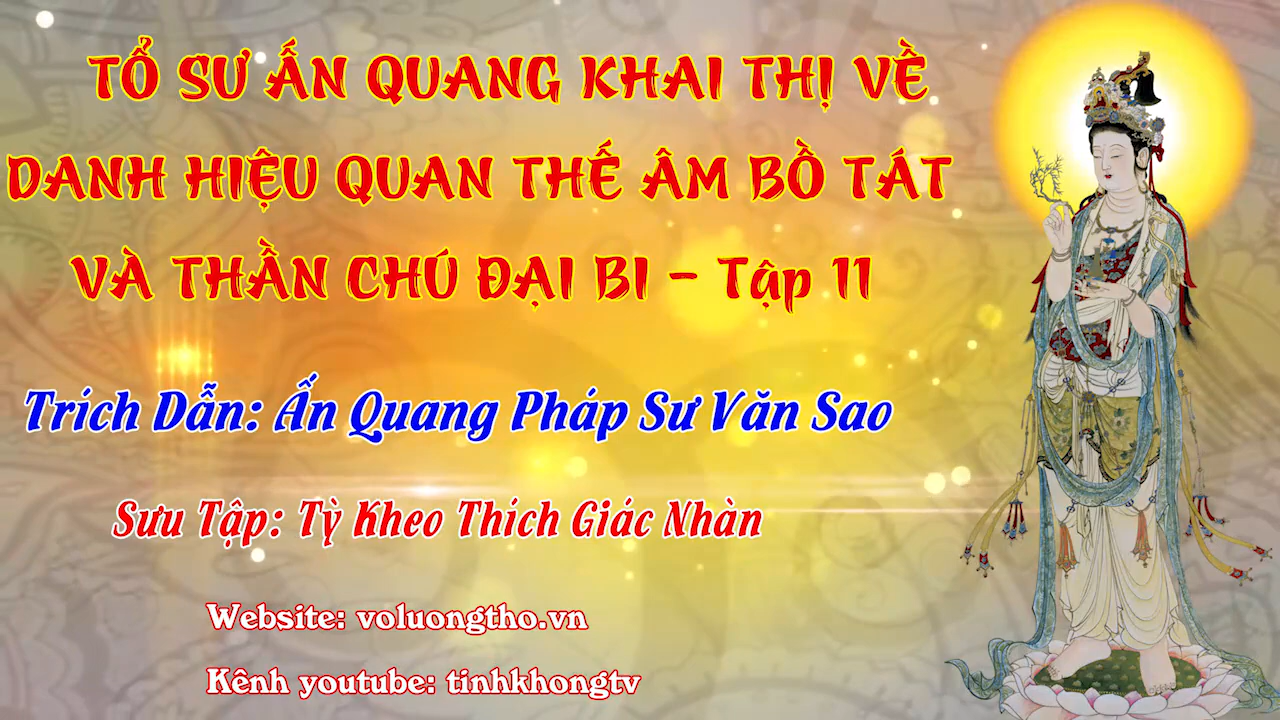 TỔ SƯ ẤN QUANG KHAI THỊ VỀ
DANH HIỆU QUAN THẾ ÂM BỒ TÁT
VÀ THẦN CHÚ ĐẠI BI - Tập 11
Trích Dẫn: Ấn Quang Pháp Sư Văn Sao
Sưu Tập: Tỳ Kheo Thích Giác Nhàn
Website: voluongtho.vn
Kênh youtube: tinhkhongtv